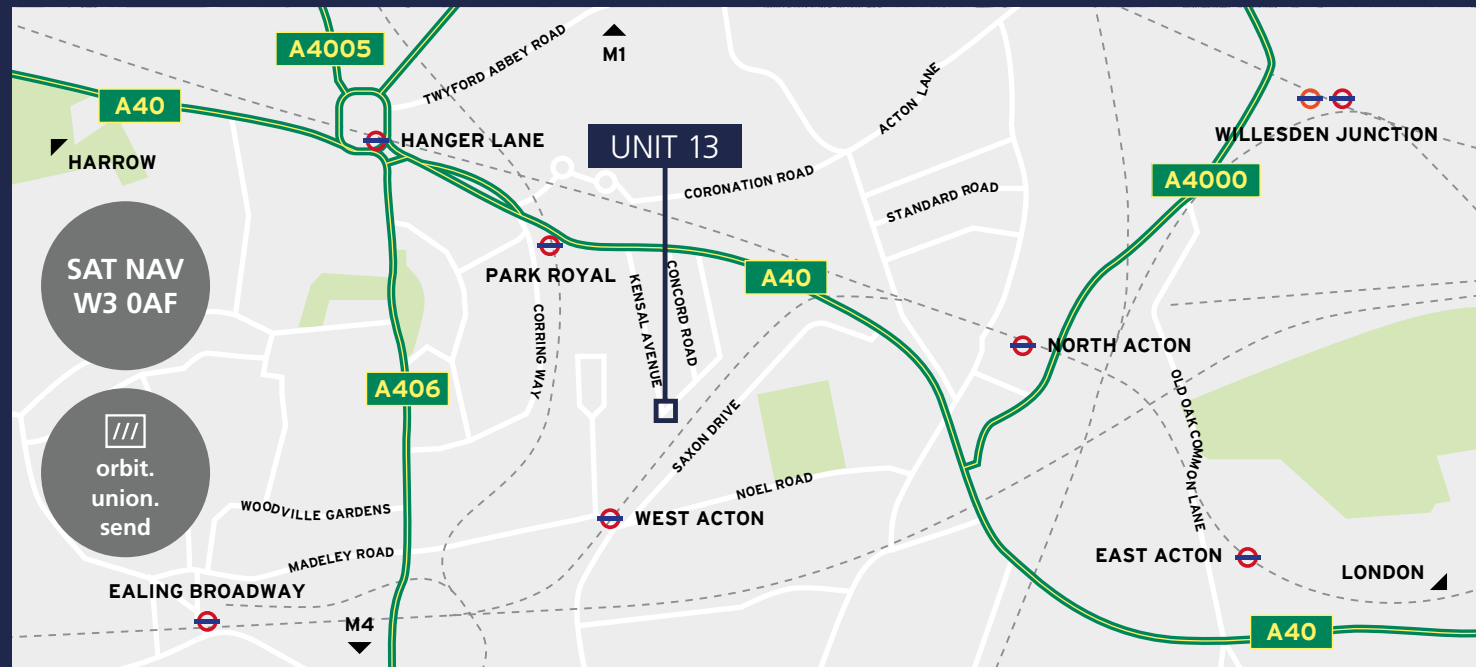 A4005
TWYFORD ABBEY ROAD
M1
A40
HANGER LANE
HARROW
UNIT 13
ACTON LANE
WILLESDEN JUNCTION
CORONATION ROAD
STANDARD ROAD
A4000
SAT NAV
W3 0AF
PARK ROYAL
KENSAL AVENUE
CONCORD ROAD
A40
CORRING WAY
NORTH ACTON
A406
OLD OAK COMMON LANE
SAXON DRIVE
///
orbit.
union.
send
NOEL ROAD
WOODVILLE GARDENS
WEST ACTON
MADELEY ROAD
EAST ACTON
LONDON
EALING BROADWAY
M4
A40